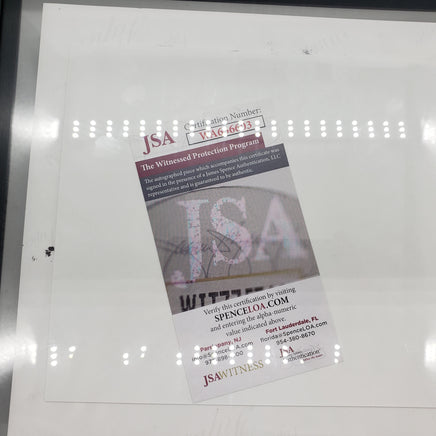 JSA
Certification Number:
The Witnessed Protection Program
The autographed piece which accompanies this certificate was
signed in the presence of a James Spence Authentication, LLC
representative and is guaranteed to be authentic.
JSA
Verify this certification by visiting
SPENCELOA.COM
and entering the alpha-numeric
value indicated above.
Parsippany, NJ
Fort Lauderdale, FL
florida@SpenceLOA.com
954-380-8670
JSAWITNESS
JSA